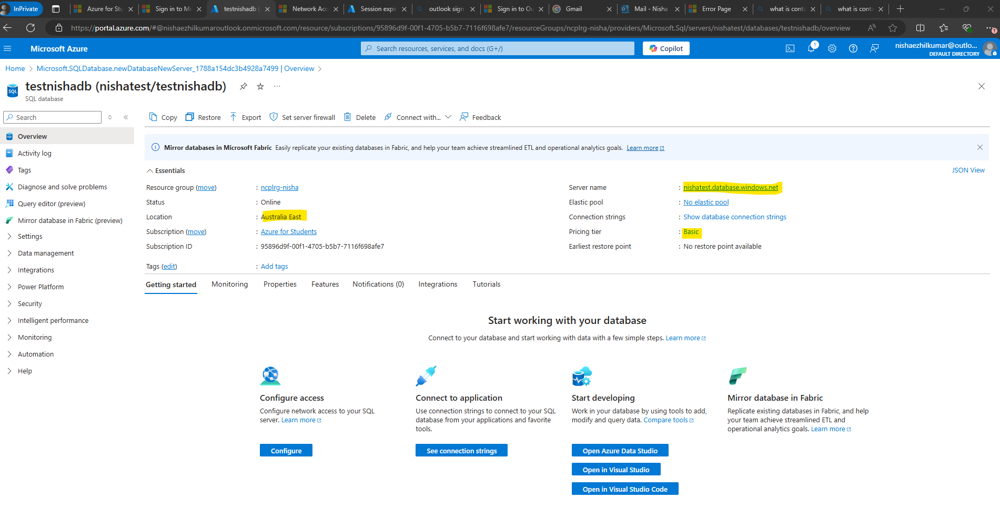 InPrivate
Azure for Stu
Sign in to Mi
testnishadb (
Network Acc
Session expir
outlook sign
Sign in to Ou
Gmail
Mail - Nisha
Error Page
what is conta
what is conta
https://portal.azure.com/#@nishaezhilkumaroutlook.onmicrosoft.com/resource/subscriptions/95896d9f-00f1-4705-b5b7-7116f698afe7/resourceGroups/ncplrg-nisha/providers/Microsoft.Sql/servers/nishatest/databases/testnishadb/overview
Microsoft Azure
Search resources, services, and docs (G+/)
Copilot
1
nishaezhilkumar@outlo...
DEFAULT DIRECTORY
Home > Microsoft.SQLDatabase.newDatabaseNewServer_1788a154dc3b4928a7499 | Overview >
testnishadb (nishatest/testnishadb)
SQL database
Search
Overview
Activity log
Tags
Diagnose and solve problems
Query editor (preview)
Mirror database in Fabric (preview)
Settings
Data management
Integrations
Power Platform
Security
Intelligent performance
Monitoring
Automation
Help
Copy
Restore
Export
Set server firewall
Delete
Connect with...
Feedback
Mirror databases in Microsoft Fabric Easily replicate your existing databases in Fabric, and help your team achieve streamlined ETL and operational analytics goals. Learn more
Essentials
JSON View
Resource group (move) : ncplrg-nisha
Status : Online
Location : Australia East
Subscription (move) : Azure for Students
Subscription ID : 95896d9f-00f1-4705-b5b7-7116f698afe7
Server name : nishatest.database.windows.net
Elastic pool : No elastic pool
Connection strings : Show database connection strings
Pricing tier : Basic
Earliest restore point : No restore point available
Tags (edit) : Add tags
Getting started
Monitoring
Properties
Features
Notifications (0)
Integrations
Tutorials
Start working with your database
Connect to your database and start working with data with a few simple steps. Learn more
Configure access
Configure network access to your SQL
server. Learn more
Configure
Connect to application
Use connection strings to connect to your SQL
database from your applications and favorite
tools.
See connection strings
Start developing
Work in your database by using tools to add,
modify and query data. Compare tools
Open Azure Data Studio
Open in Visual Studio
Open in Visual Studio Code
Mirror database in Fabric
Replicate existing databases in Fabric, and help
your team achieve streamlined ETL and
operational analytics goals. Learn more